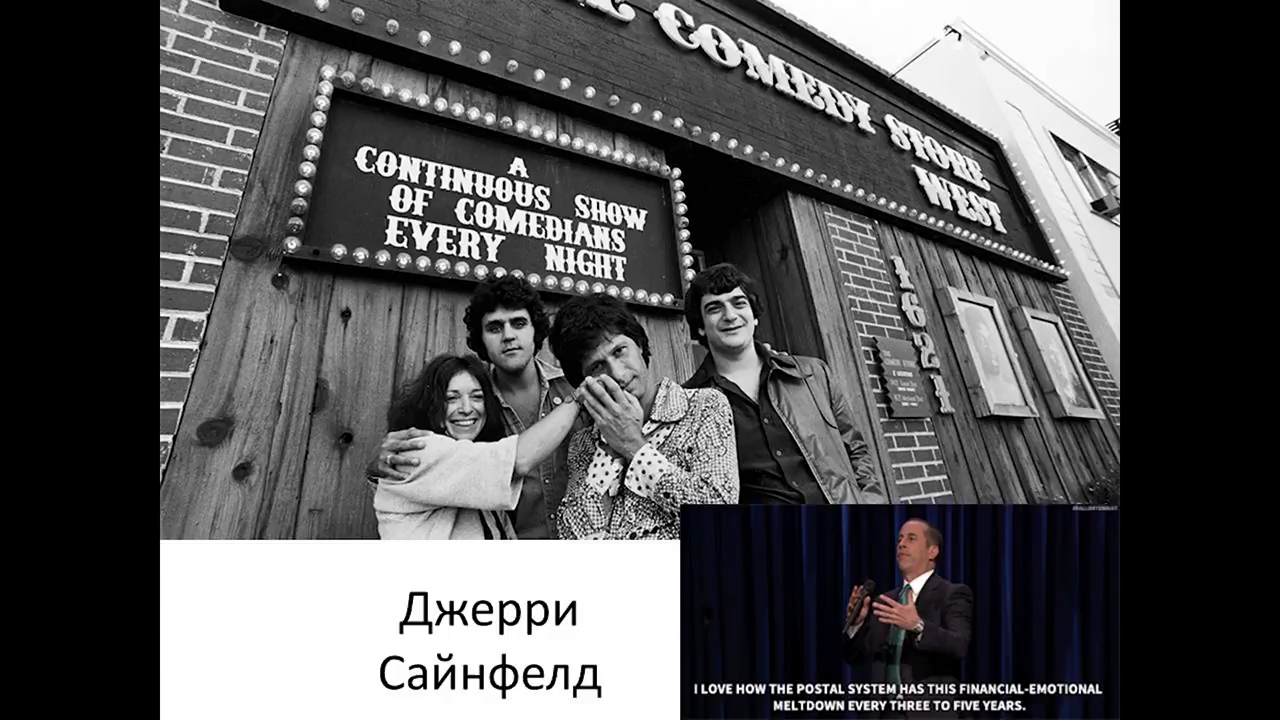 COMEDY STORE
WEST
A
CONTINUOUS SHOW
OF COMEDIANS
EVERY NIGHT
1621
Джерри
Сайнфелд
I LOVE HOW THE POSTAL SYSTEM HAS THIS FINANCIAL-EMOTIONAL
MELTDOWN EVERY THREE TO FIVE YEARS.